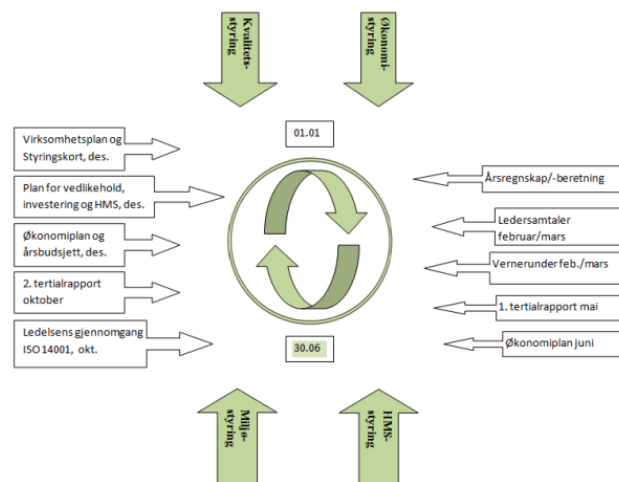 Kvalitets-
styring
Økonomi-
styring
01.01
Virksomhetsplan og
Styringskort, des.
Plan for vedlikehold,
investering og HMS, des.
Økonomiplan og
årsbudsjett, des.
2. tertialrapport
oktober
Ledelsens gjennomgang
ISO 14001, okt.
Årsregnskap/-beretning
Ledersamtaler
februar/mars
Vernerunder feb./mars
1. tertialrapport mai
Økonomiplan juni
30.06
Miljø-
styring
HMS-
styring